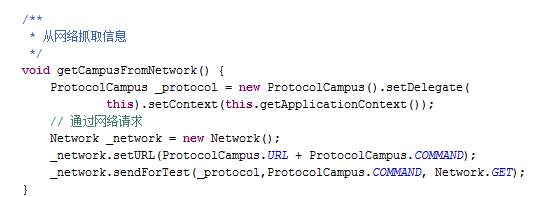 /**
 * 从网络抓取信息
 */
void getCampusFromNetwork() {
    ProtocolCampus _protocol = new ProtocolCampus().setDelegate(
            this).setContext(this.getApplicationContext());
    // 通过网络请求
    Network _network = new Network();
    _network.setURL(ProtocolCampus.URL + ProtocolCampus.COMMAND);
    _network.sendForTest(_protocol,ProtocolCampus.COMMAND, Network.GET);
}